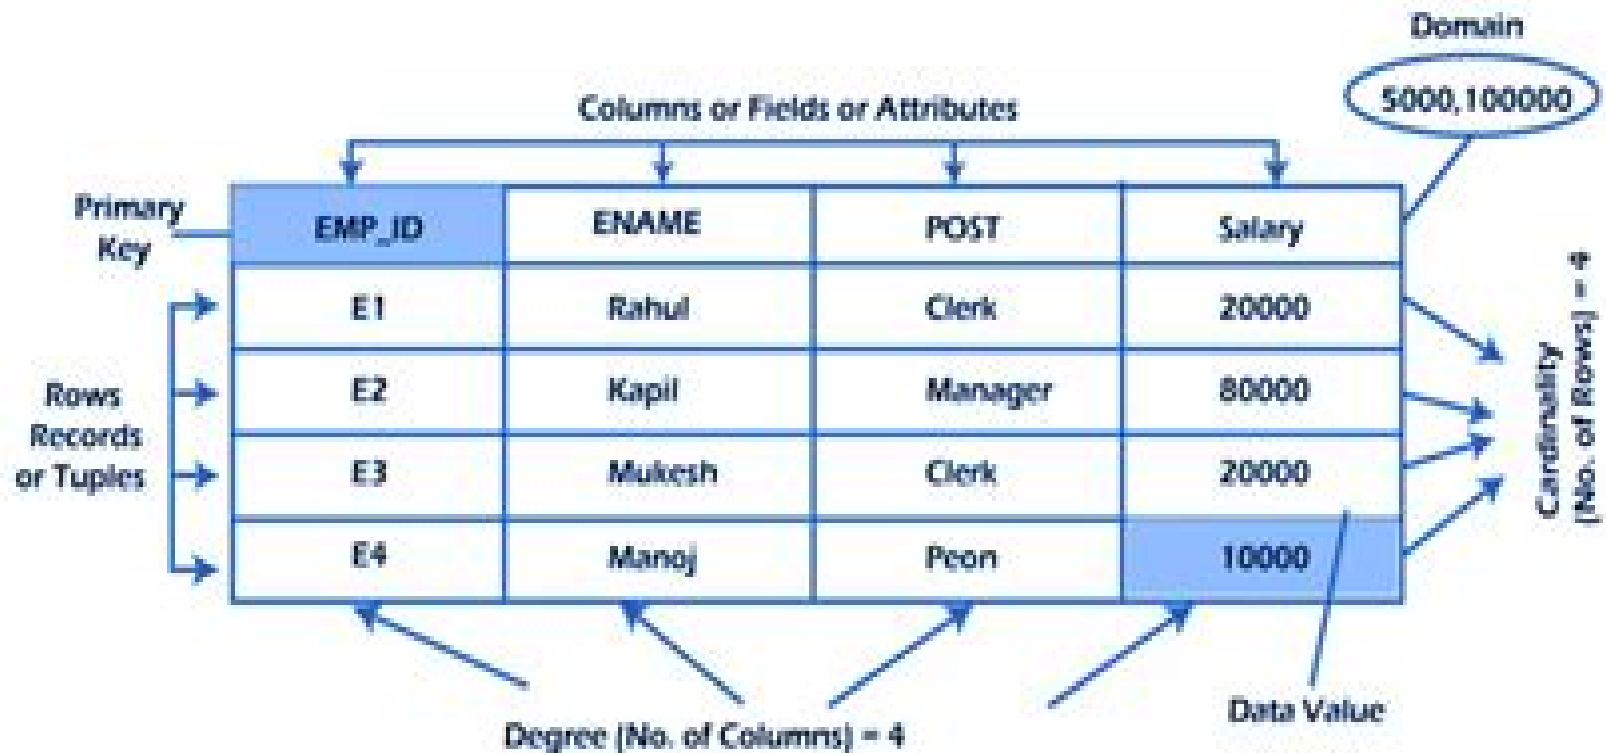 Domain
5000,100000
Columns or Fields or Attributes
Primary
Key
EMP_ID ENAME POST Salary
E1 Rahul Clerk 20000
E2 Kapil Manager 80000
E3 Mukesh Clerk 20000
E4 Manoj Peon 10000
Rows
Records
or Tuples
Cardinality
(No. of Rows) = 4
Degree (No. of Columns) = 4
Data Value